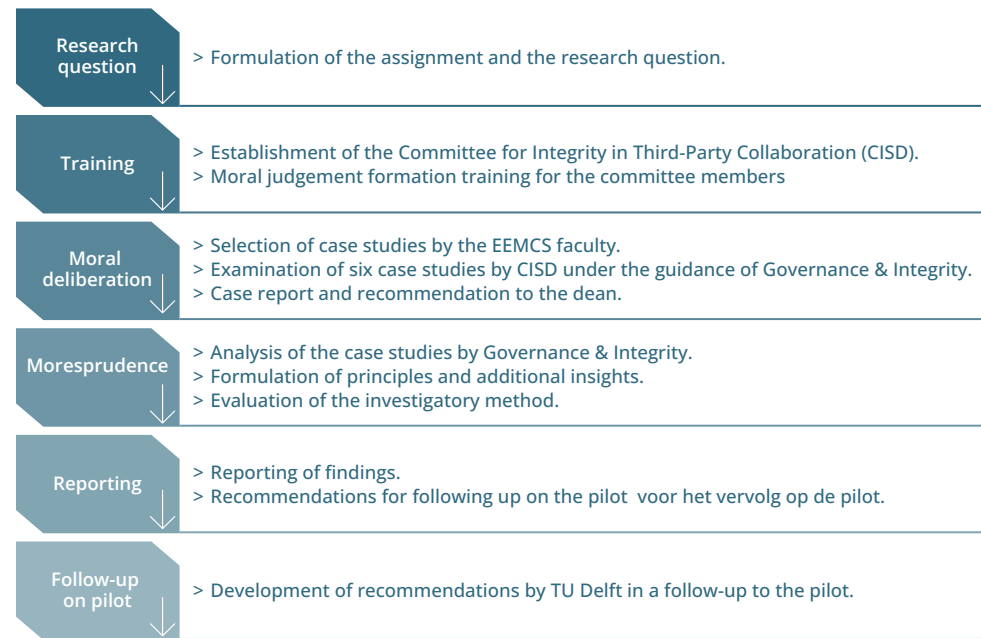 Research
question
> Formulation of the assignment and the research question.
Training
> Establishment of the Committee for Integrity in Third-Party Collaboration (CISD).
> Moral judgement formation training for the committee members
Moral
deliberation
> Selection of case studies by the EEMCS faculty.
> Examination of six case studies by CISD under the guidance of Governance & Integrity.
> Case report and recommendation to the dean.
Moresprudence
> Analysis of the case studies by Governance & Integrity.
> Formulation of principles and additional insights.
> Evaluation of the investigatory method.
Reporting
> Reporting of findings.
> Recommendations for following up on the pilot  voor het vervolg op de pilot.
Follow-up
on pilot
> Development of recommendations by TU Delft in a follow-up to the pilot.